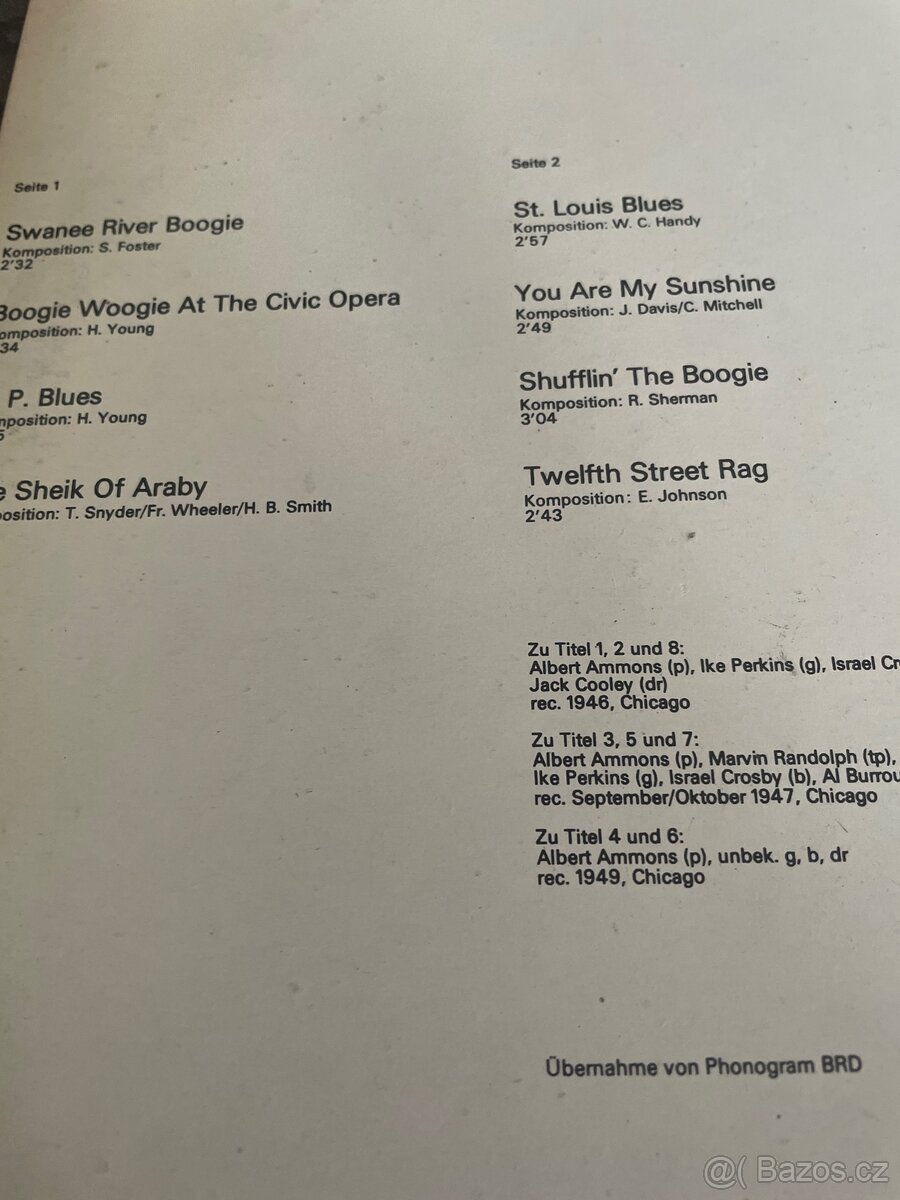 Seite 1
Swanee River Boogie
Komposition: S. Foster
2'32
Boogie Woogie At The Civic Opera
omposition: H. Young
34
P. Blues
mposition: H. Young
5
e Sheik Of Araby
position: T. Snyder/Fr. Wheeler/H. B. Smith
Seite 2
St. Louis Blues
Komposition: W. C. Handy
2'57
You Are My Sunshine
Komposition: J. Davis/C. Mitchell
2'49
Shufflin' The Boogie
Komposition: R. Sherman
3'04
Twelfth Street Rag
Komposition: E. Johnson
2'43
Zu Titel 1, 2 und 8:
Albert Ammons (p), Ike Perkins (g), Israel Cr
Jack Cooley (dr)
rec. 1946, Chicago
Zu Titel 3, 5 und 7:
Albert Ammons (p), Marvin Randolph (tp),
Ike Perkins (g), Israel Crosby (b), Al Burrou
rec. September/Oktober 1947, Chicago
Zu Titel 4 und 6:
Albert Ammons (p), unbek. g, b, dr
rec. 1949, Chicago
Übernahme von Phonogram BRD
@( Bazos.cz